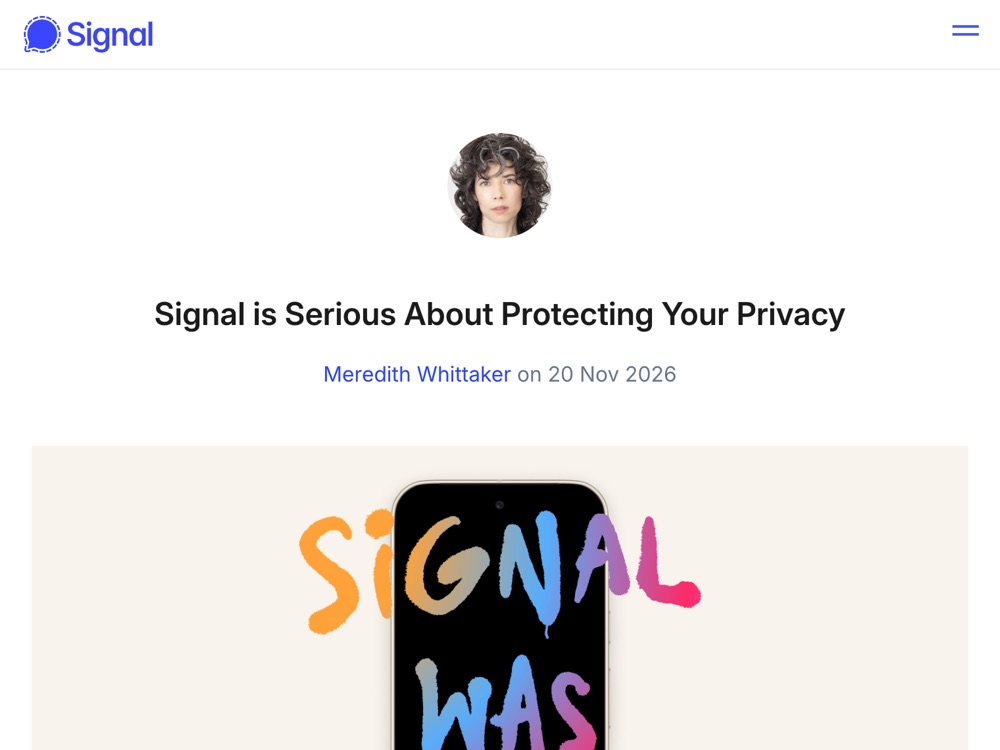 Signal
Signal is Serious About Protecting Your Privacy
Meredith Whittaker on 20 Nov 2026
SiGNAL
WAS